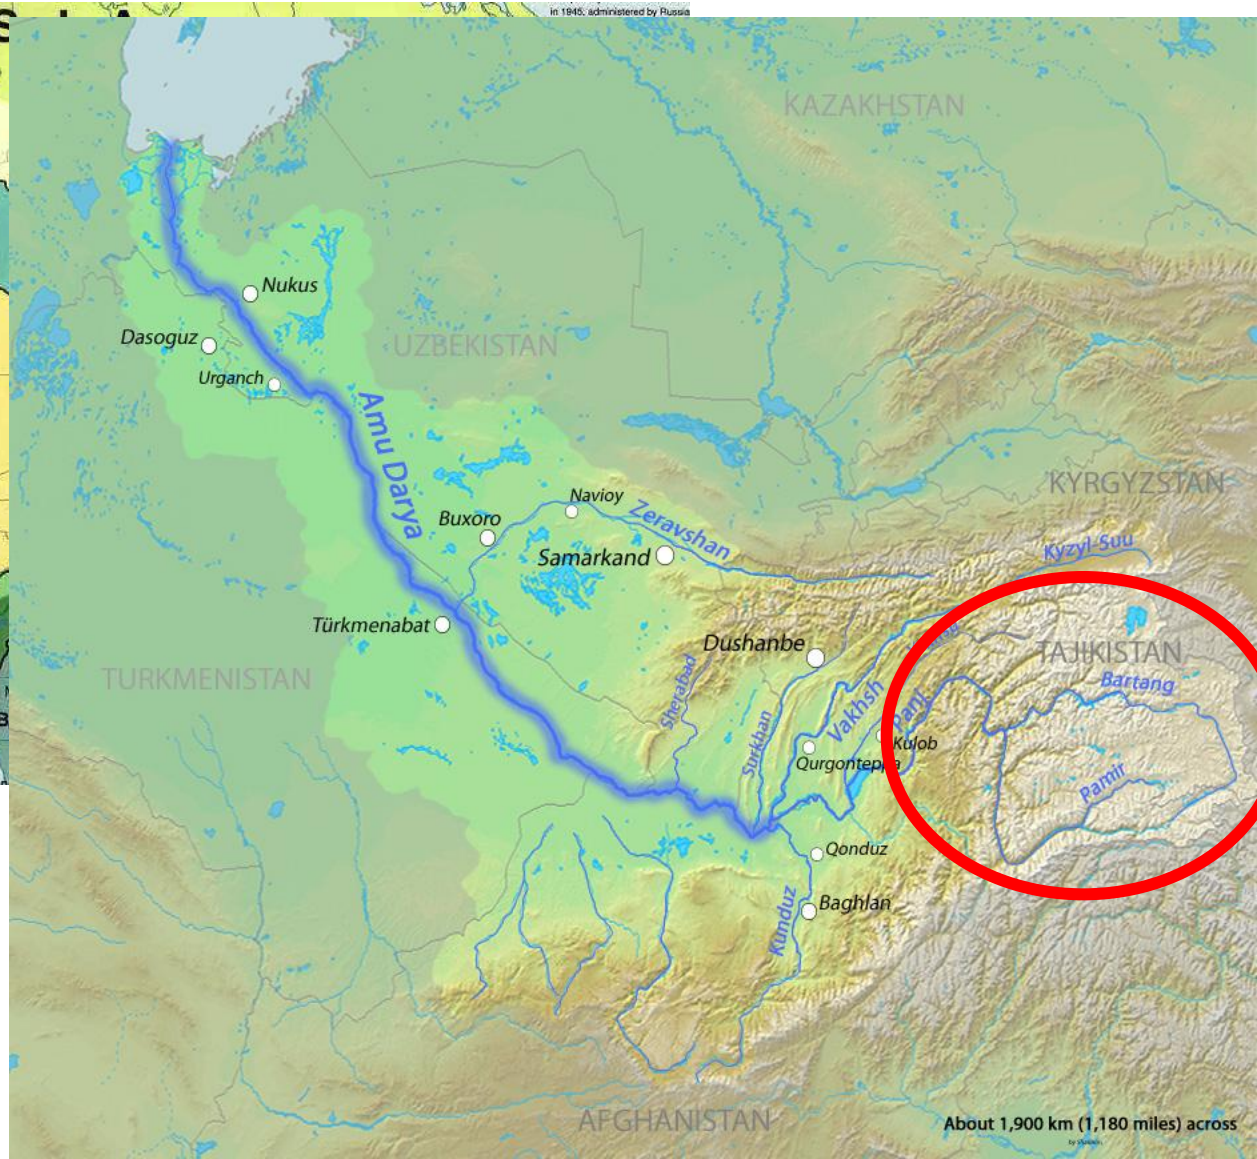 in 1945, administered by Russia
KAZAKHSTAN
Nukus
Dasoguz
UZBEKISTAN
Urganch
Amu Darya
KYRGYZSTAN
Navioy
Buxoro
Zeravshan
Samarkand
Kyzyl-Suu
Türkmenabat
Dushanbe
TAJIKISTAN
TURKMENISTAN
Bartang
Sherabad
Vakhsh
Panj
Surkhan
Kulob
Qurgonteppa
Pamir
Qonduz
Baghlan
Kunduz
AFGHANISTAN
About 1,900 km (1,180 miles) across